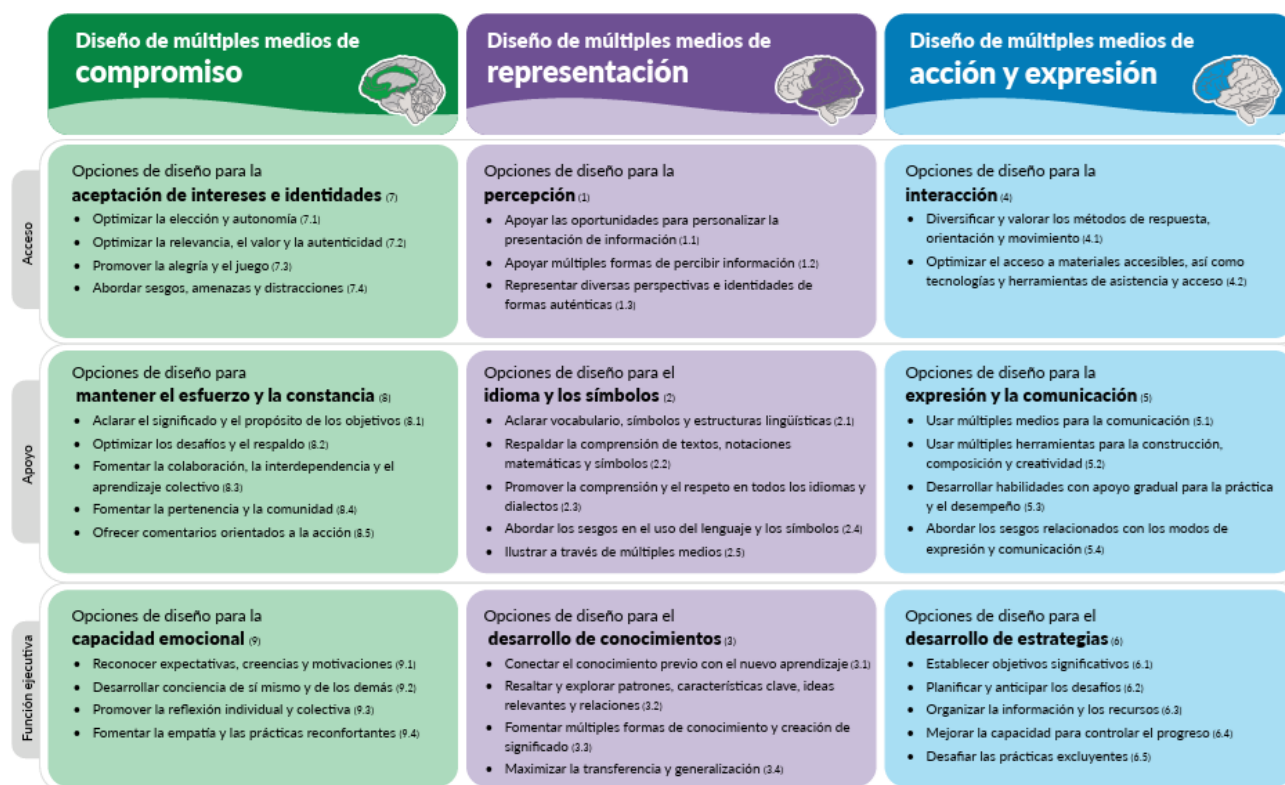 Diseño de múltiples medios de
compromiso
Diseño de múltiples medios de
representación
Diseño de múltiples medios de
acción y expresión
Acceso
Opciones de diseño para la
aceptación de intereses e identidades (7)
• Optimizar la elección y autonomía (7.1)
• Optimizar la relevancia, el valor y la autenticidad (7.2)
• Promover la alegría y el juego (7.3)
• Abordar sesgos, amenazas y distracciones (7.4)
Opciones de diseño para la
percepción (1)
• Apoyar las oportunidades para personalizar la
presentación de información (1.1)
• Apoyar múltiples formas de percibir información (1.2)
• Representar diversas perspectivas e identidades de
formas auténticas (1.3)
Opciones de diseño para la
interacción (4)
• Diversificar y valorar los métodos de respuesta,
orientación y movimiento (4.1)
• Optimizar el acceso a materiales accesibles, así como
tecnologías y herramientas de asistencia y acceso (4.2)
Apoyo
Opciones de diseño para
mantener el esfuerzo y la constancia (8)
• Aclarar el significado y el propósito de los objetivos (8.1)
• Optimizar los desafíos y el respaldo (8.2)
• Fomentar la colaboración, la interdependencia y el
aprendizaje colectivo (8.3)
• Fomentar la pertenencia y la comunidad (8.4)
• Ofrecer comentarios orientados a la acción (8.5)
Opciones de diseño para el
idioma y los símbolos (2)
• Aclarar vocabulario, símbolos y estructuras lingüísticas (2.1)
• Respaldar la comprensión de textos, notaciones
matemáticas y símbolos (2.2)
• Promover la comprensión y el respeto en todos los idiomas y
dialectos (2.3)
• Abordar los sesgos en el uso del lenguaje y los símbolos (2.4)
• Ilustrar a través de múltiples medios (2.5)
Opciones de diseño para la
expresión y la comunicación (5)
• Usar múltiples medios para la comunicación (5.1)
• Usar múltiples herramientas para la construcción,
composición y creatividad (5.2)
• Desarrollar habilidades con apoyo gradual para la práctica
y el desempeño (5.3)
• Abordar los sesgos relacionados con los modos de
expresión y comunicación (5.4)
Función ejecutiva
Opciones de diseño para la
capacidad emocional (9)
• Reconocer expectativas, creencias y motivaciones (9.1)
• Desarrollar conciencia de sí mismo y de los demás (9.2)
• Promover la reflexión individual y colectiva (9.3)
• Fomentar la empatía y las prácticas reconfortantes (9.4)
Opciones de diseño para el
desarrollo de conocimientos (3)
• Conectar el conocimiento previo con el nuevo aprendizaje (3.1)
• Resaltar y explorar patrones, características clave, ideas
relevantes y relaciones (3.2)
• Fomentar múltiples formas de conocimiento y creación de
significado (3.3)
• Maximizar la transferencia y generalización (3.4)
Opciones de diseño para el
desarrollo de estrategias (6)
• Establecer objetivos significativos (6.1)
• Planificar y anticipar los desafíos (6.2)
• Organizar la información y los recursos (6.3)
• Mejorar la capacidad para controlar el progreso (6.4)
• Desafiar las prácticas excluyentes (6.5)